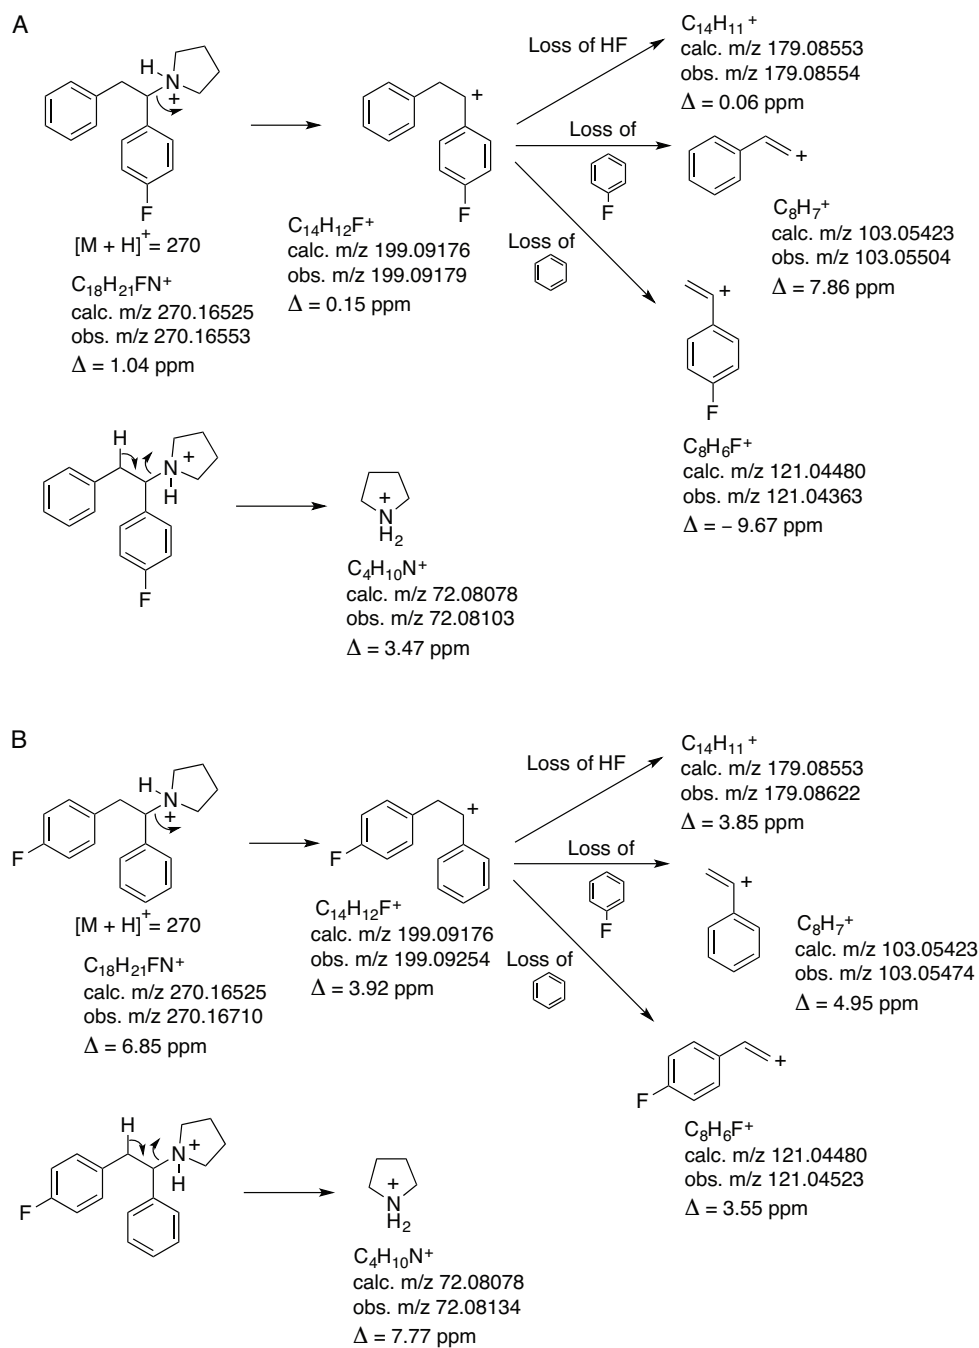 A
H
N
+
F
[M + H]⁺= 270
C₁₈H₂₁FN⁺
calc. m/z 270.16525
obs. m/z 270.16553
Δ = 1.04 ppm
+
F
C₁₄H₁₂F⁺
calc. m/z 199.09176
obs. m/z 199.09179
Δ = 0.15 ppm
Loss of HF
C₁₄H₁₁⁺
calc. m/z 179.08553
obs. m/z 179.08554
Δ = 0.06 ppm
Loss of
F
+
C₈H₇⁺
calc. m/z 103.05423
obs. m/z 103.05504
Δ = 7.86 ppm
Loss of
+
F
C₈H₆F⁺
calc. m/z 121.04480
obs. m/z 121.04363
Δ = – 9.67 ppm
H
N
+
H
F
+
N
H₂
C₄H₁₀N⁺
calc. m/z 72.08078
obs. m/z 72.08103
Δ = 3.47 ppm
B
H
N
+
F
[M + H]⁺= 270
C₁₈H₂₁FN⁺
calc. m/z 270.16525
obs. m/z 270.16710
Δ = 6.85 ppm
+
F
C₁₄H₁₂F⁺
calc. m/z 199.09176
obs. m/z 199.09254
Δ = 3.92 ppm
Loss of HF
C₁₄H₁₁⁺
calc. m/z 179.08553
obs. m/z 179.08622
Δ = 3.85 ppm
Loss of
F
+
C₈H₇⁺
calc. m/z 103.05423
obs. m/z 103.05474
Δ = 4.95 ppm
Loss of
+
F
C₈H₆F⁺
calc. m/z 121.04480
obs. m/z 121.04523
Δ = 3.55 ppm
H
N
+
H
F
+
N
H₂
C₄H₁₀N⁺
calc. m/z 72.08078
obs. m/z 72.08134
Δ = 7.77 ppm